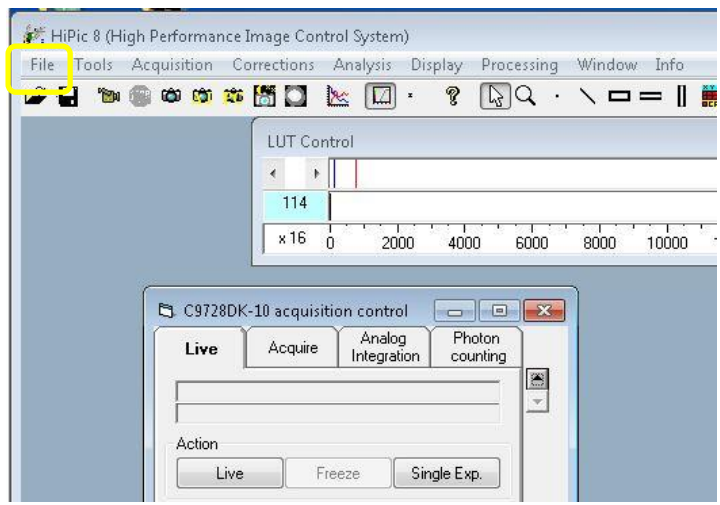 HiPic 8 (High Performance Image Control System)
File Tools Acquisition Corrections Analysis Display Processing Window Info
LUT Control
114
x 16 0 2000 4000 6000 8000 10000
C9728DK-10 acquisition control
Live Acquire Analog Integration Photon counting
Action
Live Freeze Single Exp.